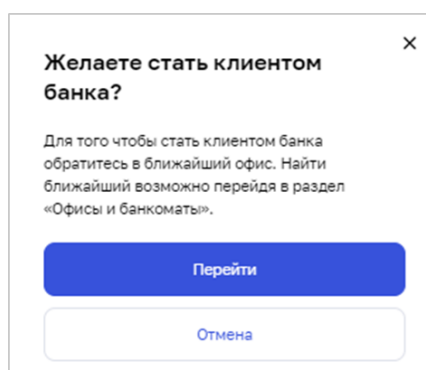 Желаете стать клиентом
банка?
Для того чтобы стать клиентом банка
обратитесь в ближайший офис. Найти
ближайший возможно перейдя в раздел
«Офисы и банкоматы».
Перейти
Отмена